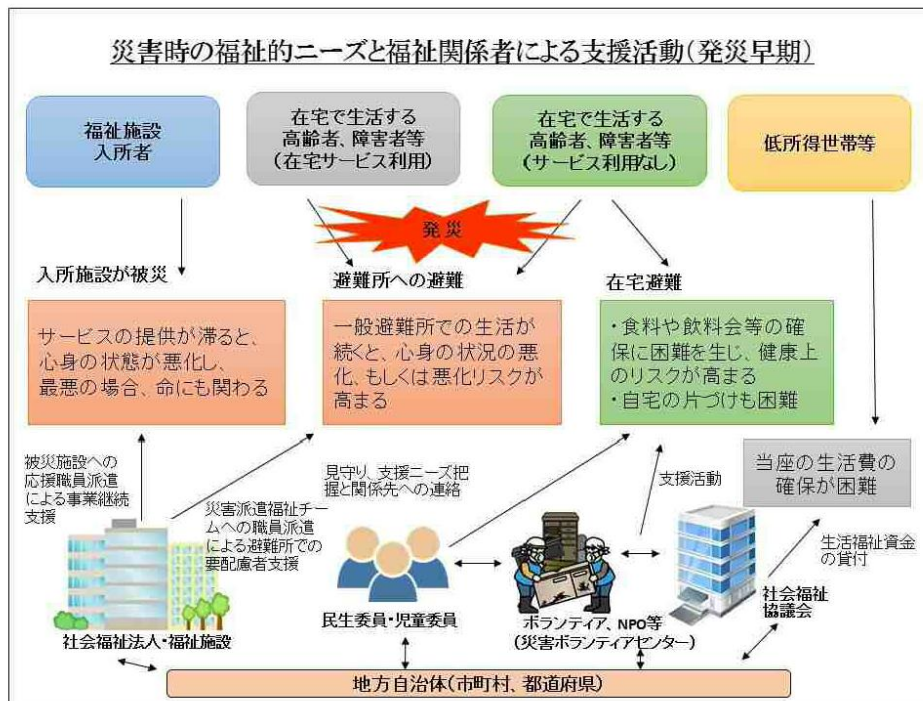 災害時の福祉的ニーズと福祉関係者による支援活動(発災早期)
福祉施設
入所者
在宅で生活する
高齢者、障害者等
(在宅サービス利用)
在宅で生活する
高齢者、障害者等
(サービス利用なし)
低所得世帯等
発災
入所施設が被災
避難所への避難
在宅避難
サービスの提供が滞ると、
心身の状態が悪化し、
最悪の場合、命にも関わる
一般避難所での生活が
続くと、心身の状況の悪
化、もしくは悪化リスクが
高まる
・食料や飲料会等の確
保に困難を生じ、健康上
のリスクが高まる
・自宅の片づけも困難
当座の生活費の
確保が困難
被災施設への
応援職員派遣
による事業継続
支援
災害派遣福祉チー
ムへの職員派遣
による避難所での
要配慮者支援
見守り、支援ニーズ把
握と関係先への連絡
支援活動
生活福祉資金
の貸付
社会福祉法人・福祉施設
民生委員・児童委員
ボランティア、NPO等
(災害ボランティアセンター)
社会福祉
協議会
地方自治体(市町村、都道府県)